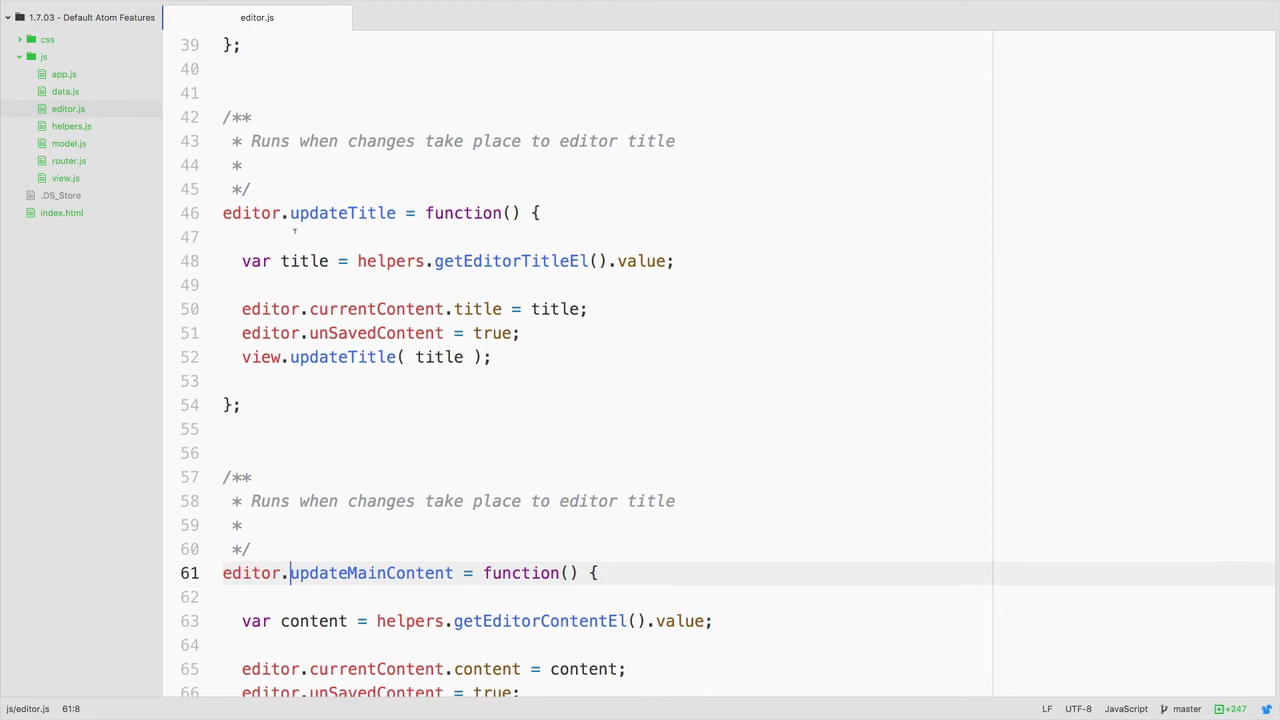 1.7.03 - Default Atom Features
css
js
app.js
data.js
editor.js
helpers.js
model.js
router.js
view.js
.DS_Store
index.html
editor.js
39 };
40
41
42 /**
43 * Runs when changes take place to editor title
44 *
45 */
46 editor.updateTitle = function() {
47
48 var title = helpers.getEditorTitleEl().value;
49
50 editor.currentContent.title = title;
51 editor.unSavedContent = true;
52 view.updateTitle( title );
53
54 };
55
56
57 /**
58 * Runs when changes take place to editor title
59 *
60 */
61 editor.updateMainContent = function() {
62
63 var content = helpers.getEditorContentEl().value;
64
65 editor.currentContent.content = content;
66 editor.unSavedContent = true;
js/editor.js 61:8 LF UTF-8 JavaScript master +247